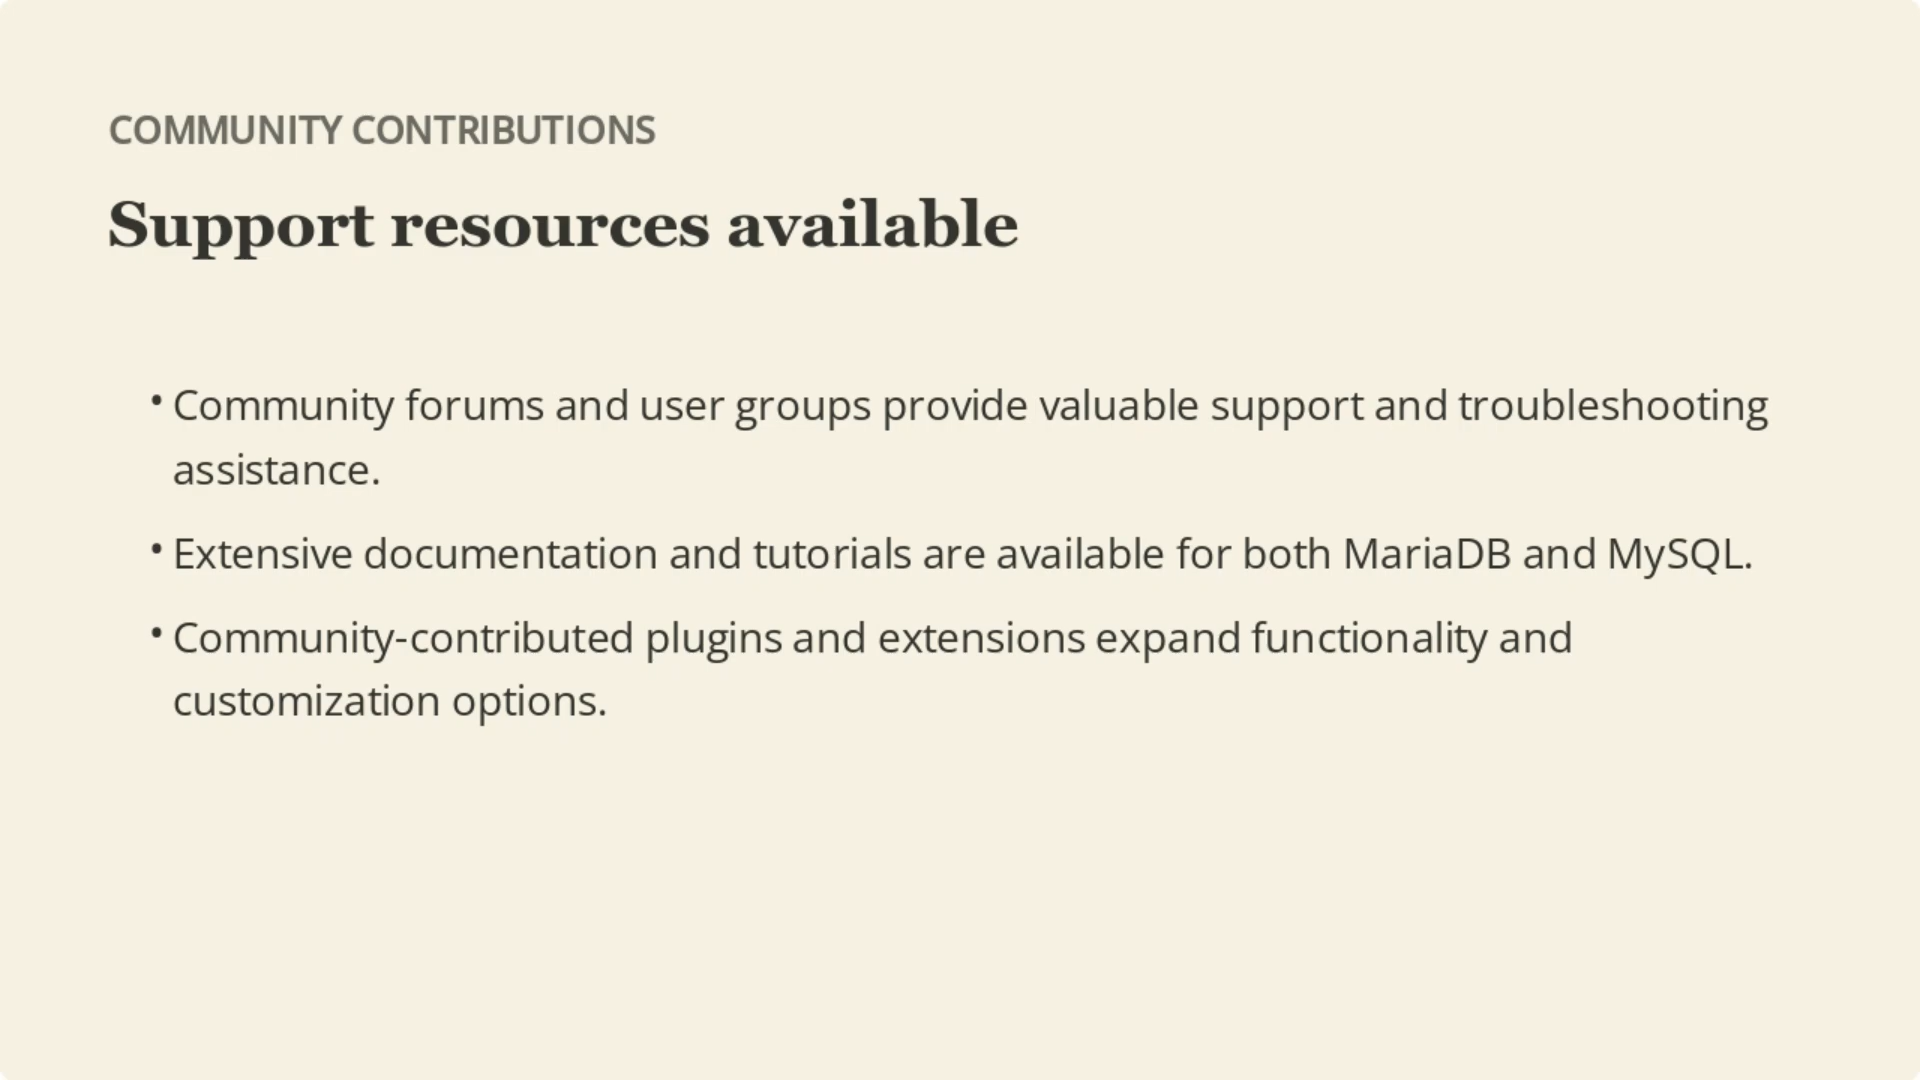 COMMUNITY CONTRIBUTIONS
Support resources available
• Community forums and user groups provide valuable support and troubleshooting
assistance.
• Extensive documentation and tutorials are available for both MariaDB and MySQL.
• Community-contributed plugins and extensions expand functionality and
customization options.